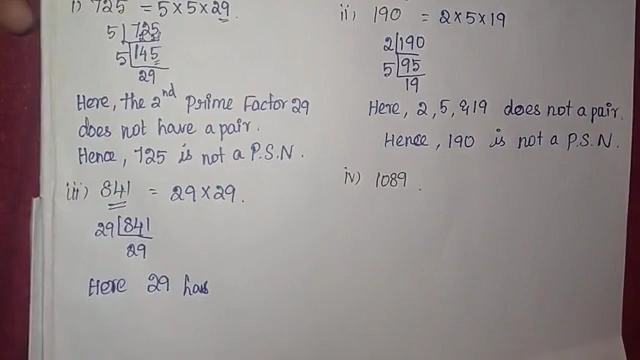 i) 725 = 5×5×29
5 725
5 145
29
Here, the 2nd Prime Factor 29
does not have a pair.
Hence, 725 is not a P.S.N.
ii) 190 = 2×5×19
2 190
5 95
19
Here, 2, 5, & 19 does not a pair.
Hence, 190 is not a P.S.N.
iii) 841 = 29×29.
29 841
29
Here 29 has
iv) 1089.